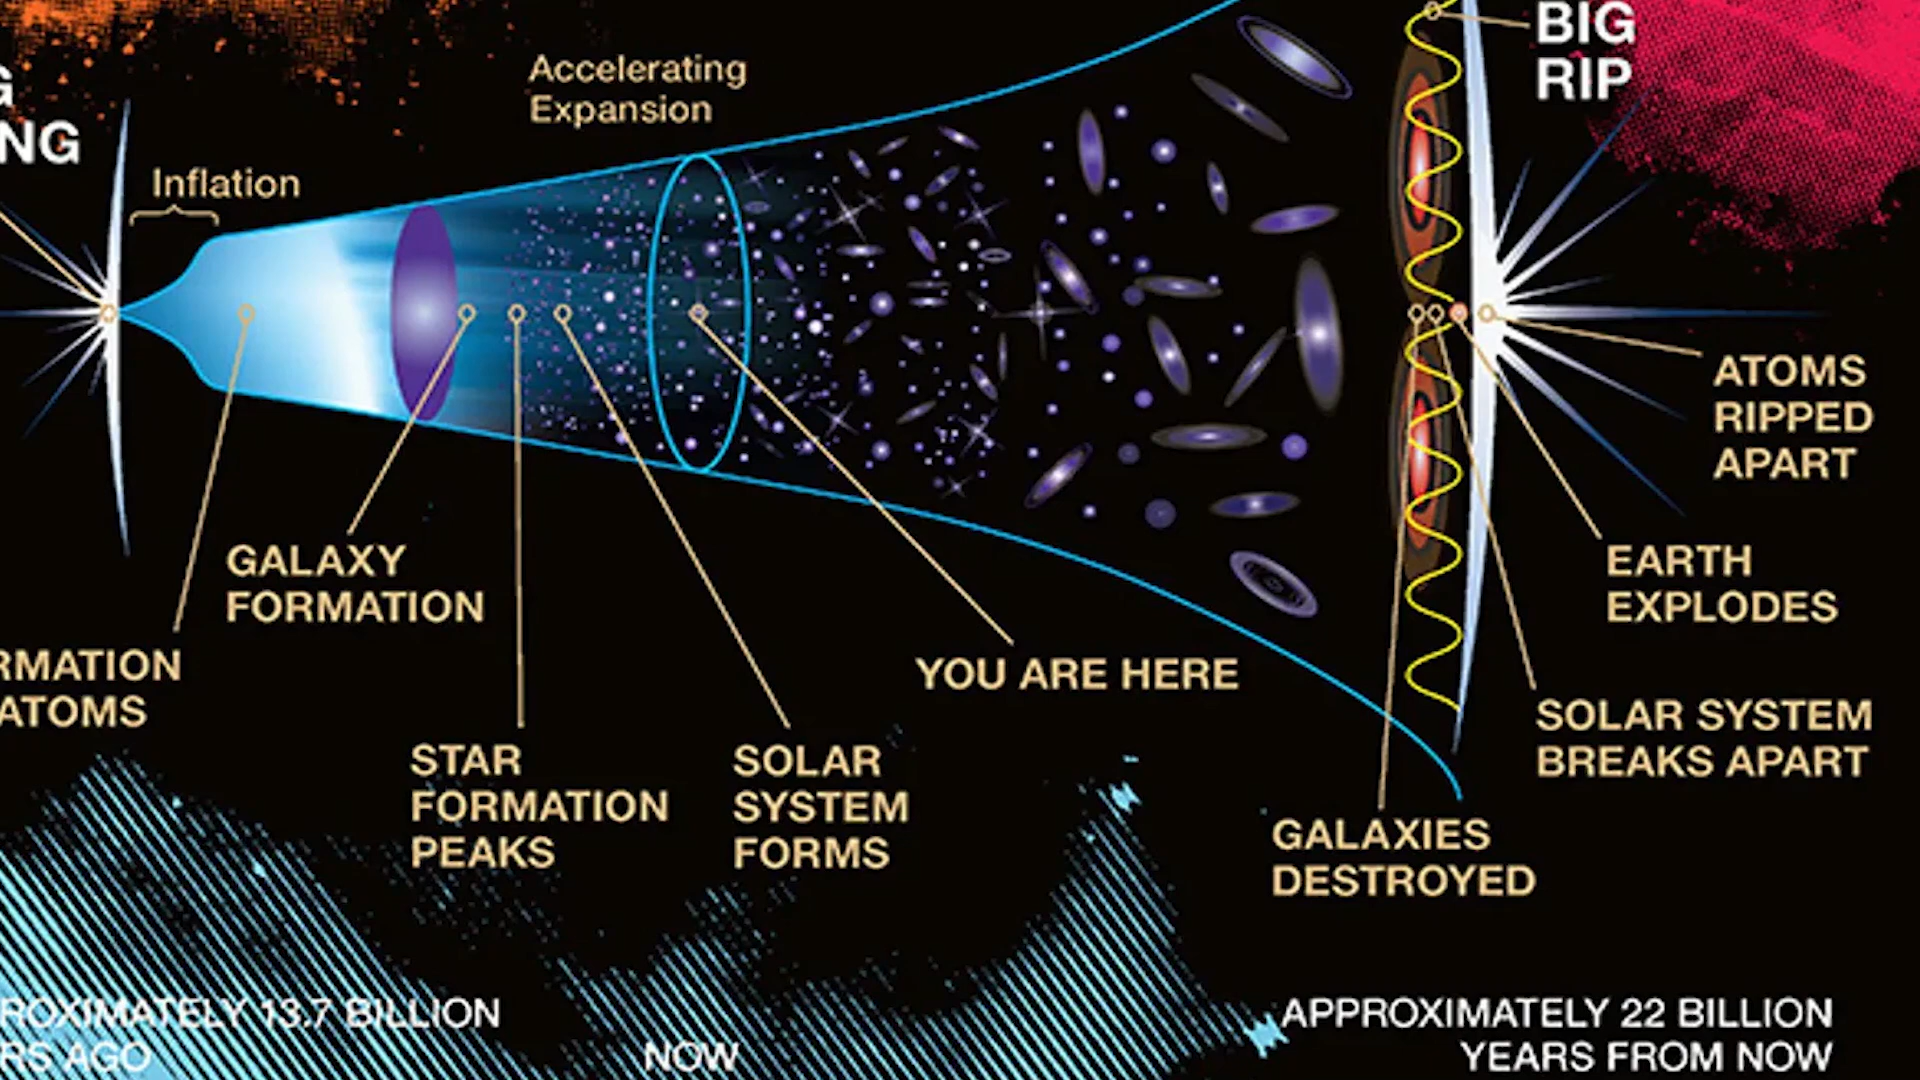 G
NG
Inflation
Accelerating
Expansion
BIG
RIP
ATOMS
RIPPED
APART
GALAXY
FORMATION
EARTH
EXPLODES
RMATION
ATOMS
YOU ARE HERE
SOLAR SYSTEM
BREAKS APART
STAR
FORMATION
PEAKS
SOLAR
SYSTEM
FORMS
GALAXIES
DESTROYED
ROXIMATELY 13.7 BILLION
RS AGO
NOW
APPROXIMATELY 22 BILLION
YEARS FROM NOW